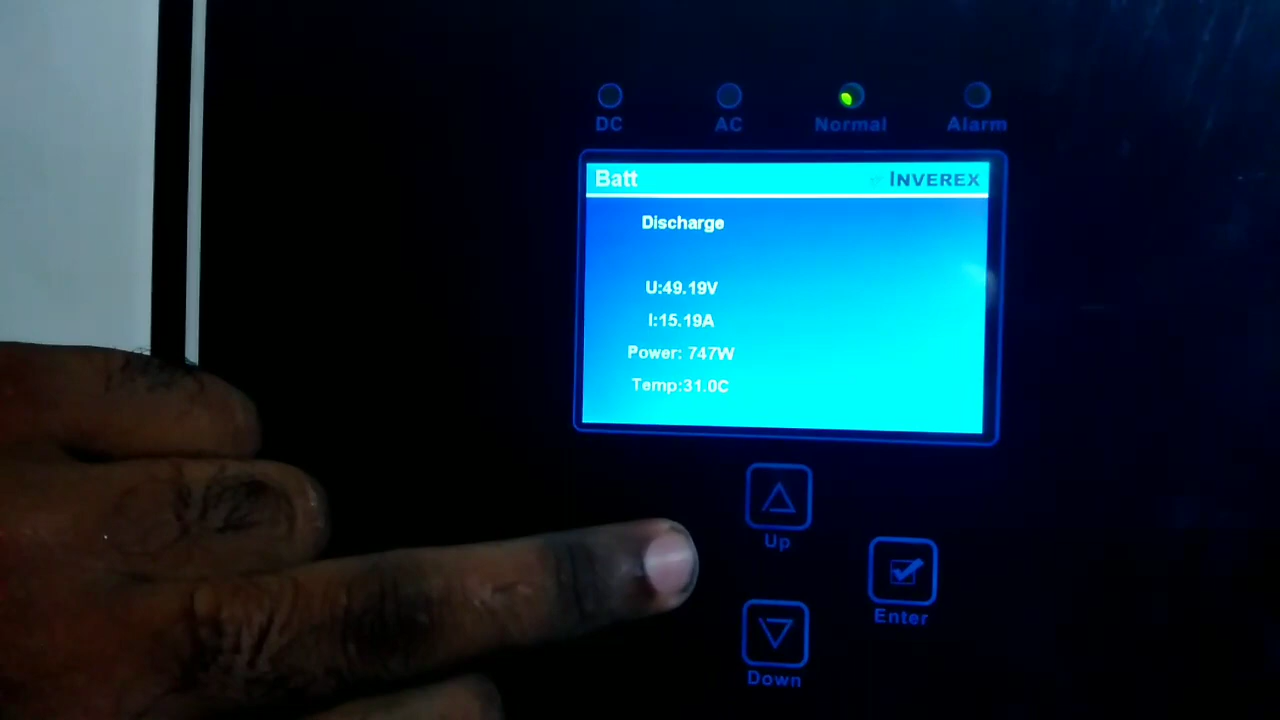 DC AC Normal Alarm
Batt INVEREX
Discharge
U:49.19V
I:15.19A
Power: 747W
Temp:31.0C
Up
Enter
Down